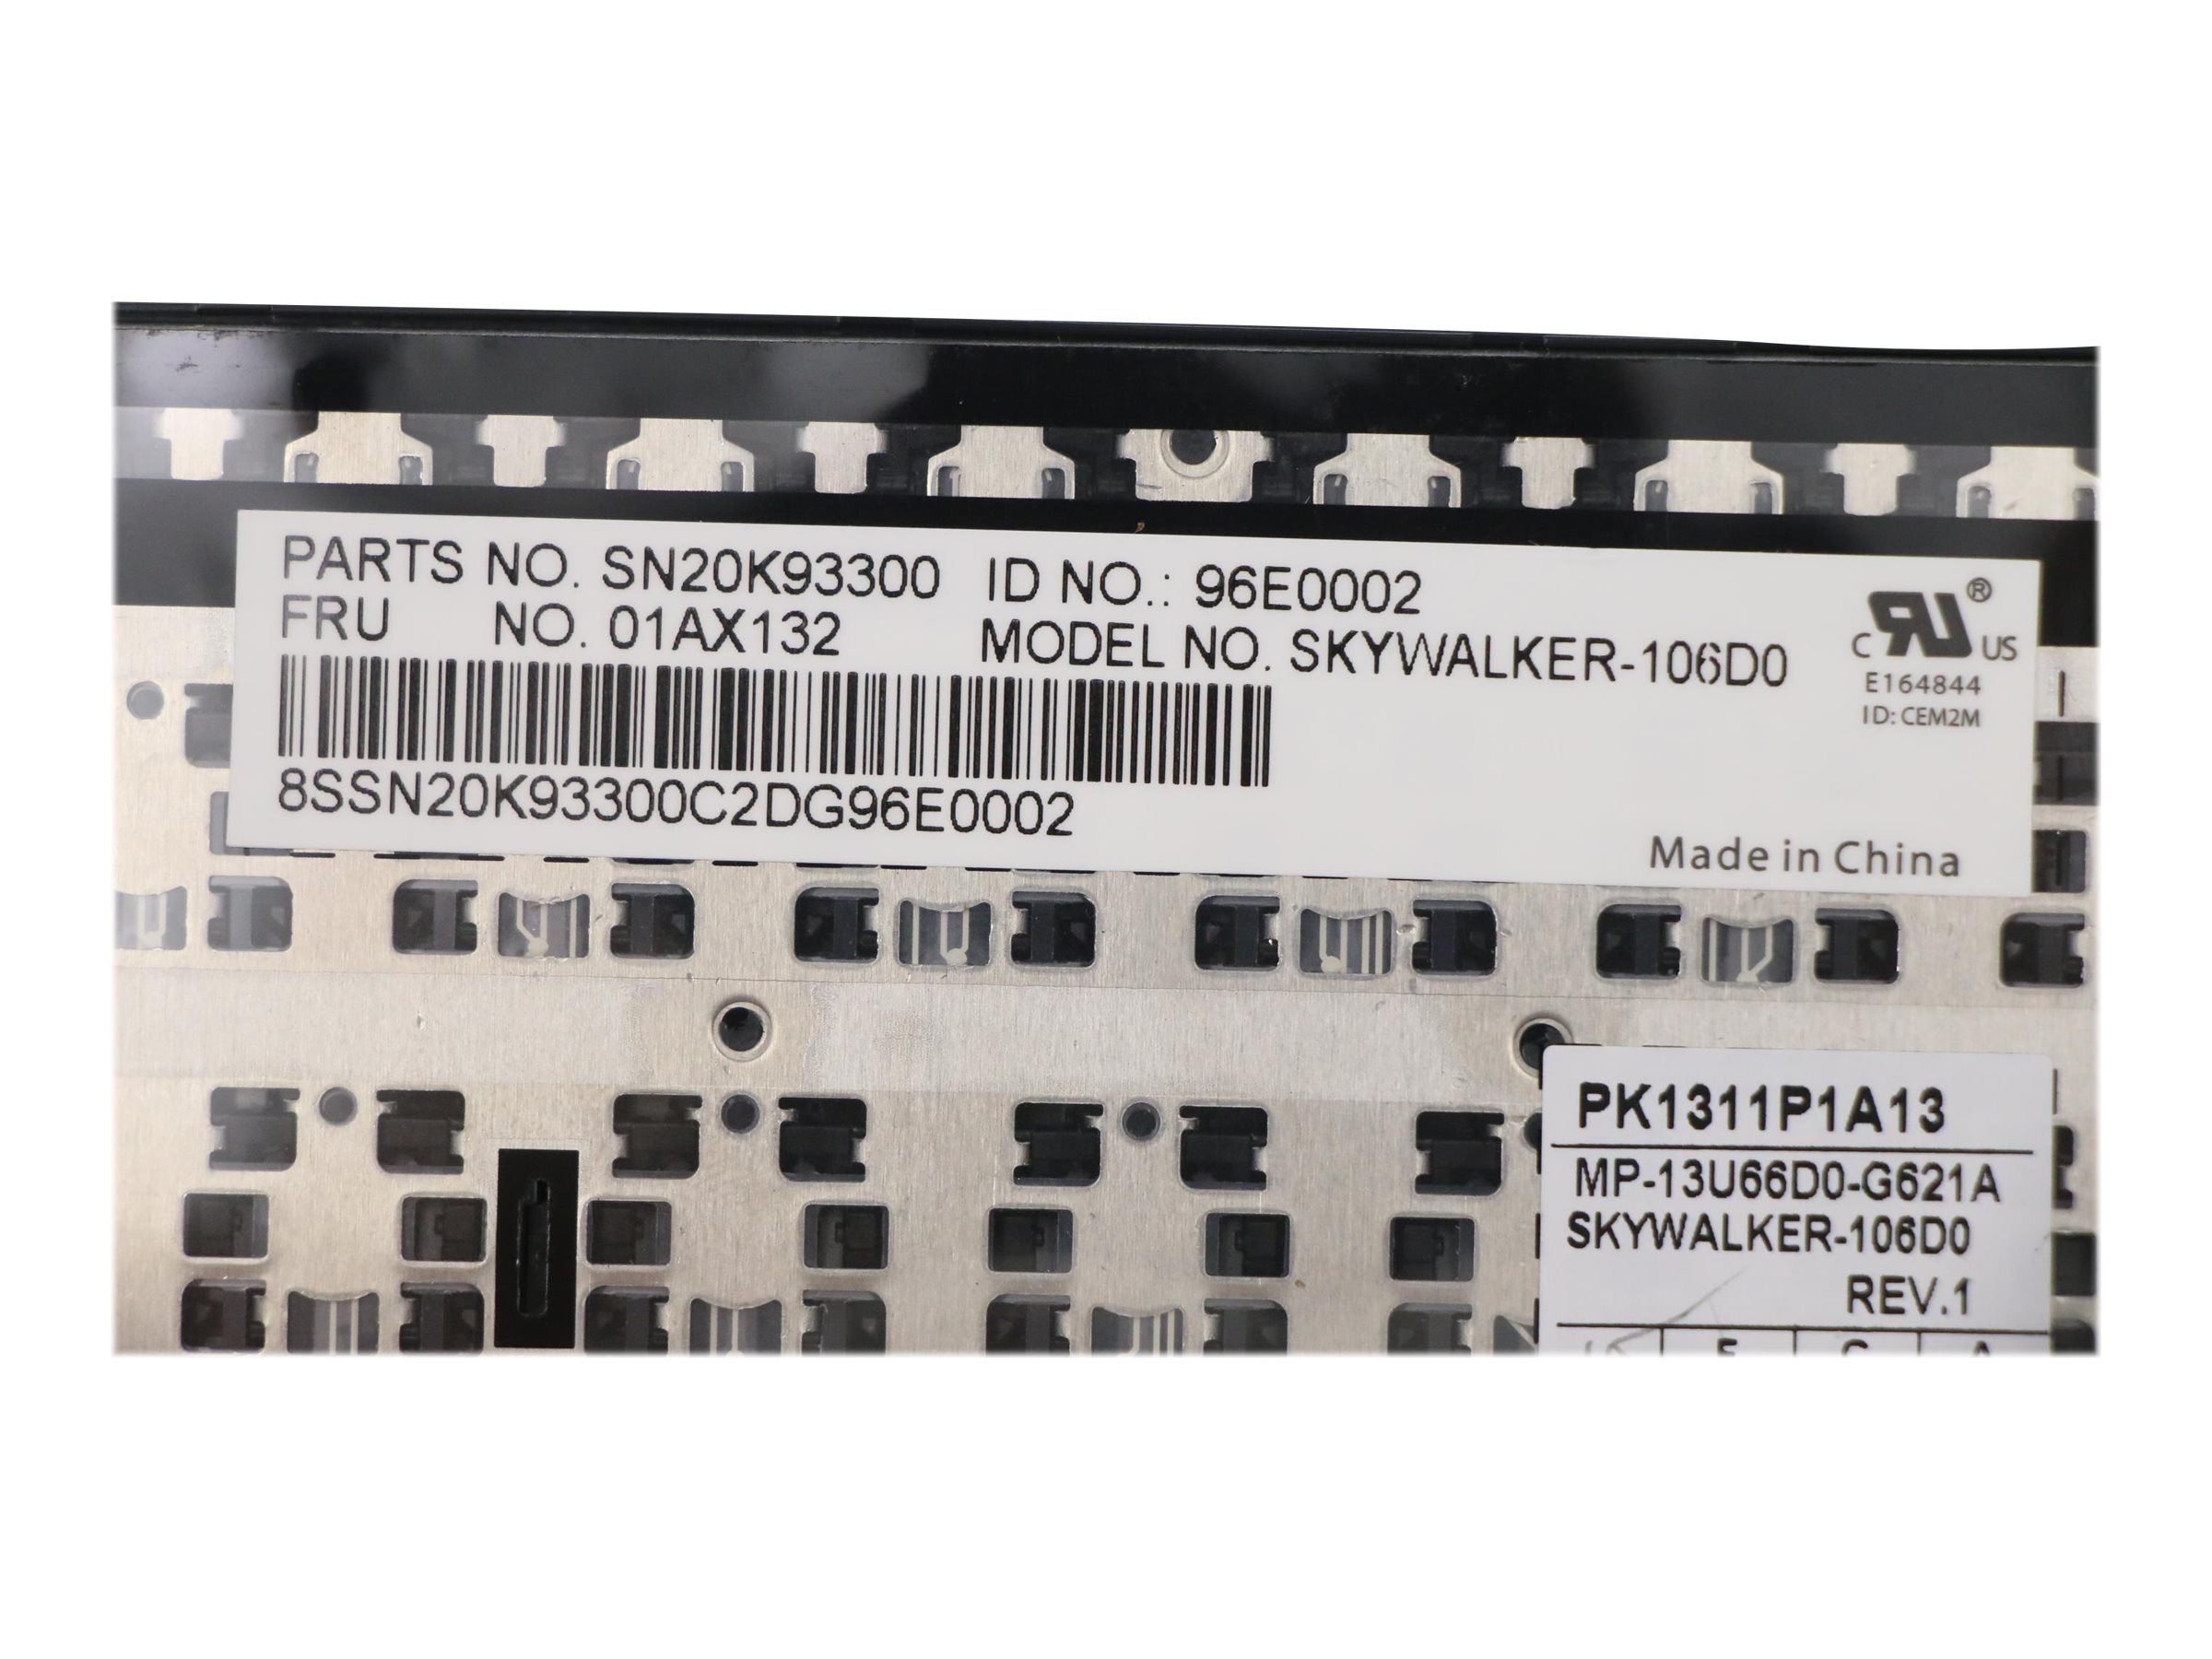 PARTS NO. SN20K93300 ID NO.: 96E0002
FRU NO. 01AX132 MODEL NO. SKYWALKER-106D0
8SSN20K93300C2DG96E0002
C RU ® US
E164844
ID: CEM2M
Made in China
PK1311P1A13
MP-13U66D0-G621A
SKYWALKER-106D0
REV.1